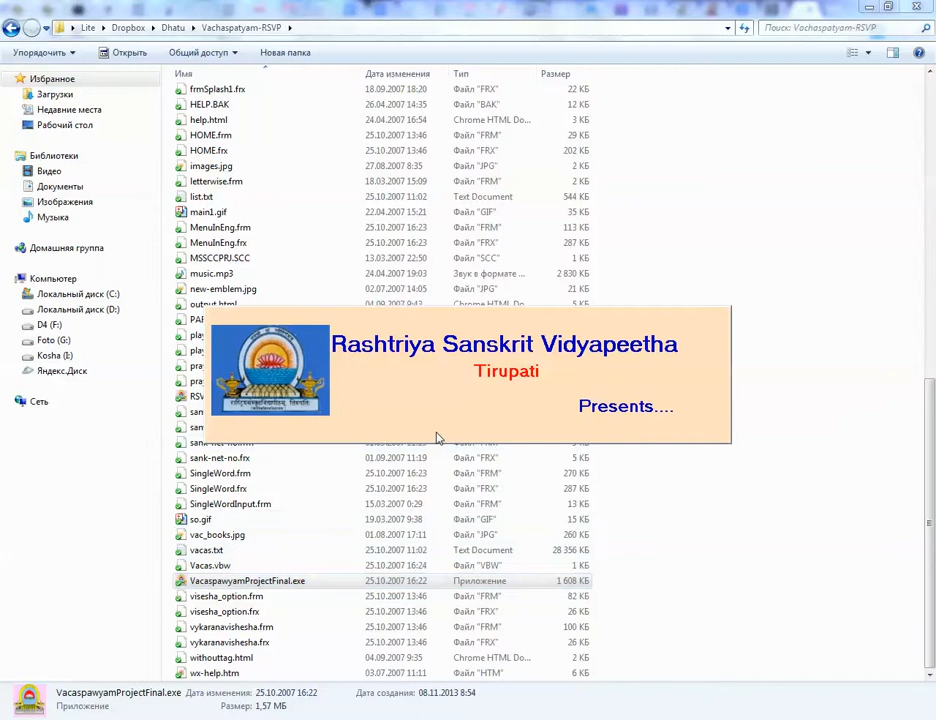 Lite ▸ Dropbox ▸ Dhatu ▸ Vachaspatyam-RSVP ▸
Поиск: Vachaspatyam-RSVP
Упорядочить Открыть Общий доступ Новая папка
Избранное
Загрузки
Недавние места
Рабочий стол
Библиотеки
Видео
Документы
Изображения
Музыка
Домашняя группа
Компьютер
Локальный диск (C:)
Локальный диск (D:)
D4 (F:)
Foto (G:)
Kosha (I:)
Яндекс.Диск
Сеть
Имя Дата изменения Тип Размер
frmSplash1.frx 18.09.2007 18:20 Файл "FRX" 22 КБ
HELP.BAK 26.04.2007 14:35 Файл "BAK" 12 КБ
help.html 24.04.2007 16:54 Chrome HTML Do... 3 КБ
HOME.frm 25.10.2007 13:46 Файл "FRM" 29 КБ
HOME.frx 25.10.2007 13:46 Файл "FRX" 202 КБ
images.jpg 27.08.2007 8:35 Файл "JPG" 2 КБ
letterwise.frm 18.03.2007 15:09 Файл "FRM" 2 КБ
list.txt 25.10.2007 11:02 Text Document 544 КБ
main1.gif 22.04.2007 15:21 Файл "GIF" 35 КБ
MenuInEng.frm 25.10.2007 16:23 Файл "FRM" 113 КБ
MenuInEng.frx 25.10.2007 16:23 Файл "FRX" 287 КБ
MSSCCPRJ.SCC 13.03.2007 22:50 Файл "SCC" 1 КБ
music.mp3 24.04.2007 19:03 Звук в формате ... 2 830 КБ
new-emblem.jpg 02.07.2007 14:05 Файл "JPG" 21 КБ
output.html 04.09.2007 9:43
Rashtriya Sanskrit Vidyapeetha
Tirupati
Presents....
sank-net-no.frx 01.09.2007 11:19 Файл "FRX" 5 КБ
SingleWord.frm 25.10.2007 16:23 Файл "FRM" 270 КБ
SingleWord.frx 25.10.2007 16:23 Файл "FRX" 287 КБ
SingleWordInput.frm 15.03.2007 0:29 Файл "FRM" 13 КБ
so.gif 19.03.2007 9:38 Файл "GIF" 15 КБ
vac_books.jpg 01.08.2007 17:11 Файл "JPG" 260 КБ
vacas.txt 25.10.2007 11:02 Text Document 28 356 КБ
Vacas.vbw 25.10.2007 16:24 Файл "VBW" 1 КБ
VacaspawyamProjectFinal.exe 25.10.2007 16:22 Приложение 1 608 КБ
visesha_option.frm 25.10.2007 13:46 Файл "FRM" 82 КБ
visesha_option.frx 25.10.2007 13:46 Файл "FRX" 26 КБ
vykaranavishesha.frm 25.10.2007 13:46 Файл "FRM" 100 КБ
vykaranavishesha.frx 25.10.2007 13:46 Файл "FRX" 26 КБ
withouttag.html 04.09.2007 9:35 Chrome HTML Do... 2 КБ
wx-help.htm 03.07.2007 11:11 Файл "HTM" 6 КБ
VacaspawyamProjectFinal.exe Дата изменения: 25.10.2007 16:22 Дата создания: 08.11.2013 8:54
Приложение Размер: 1,57 МБ